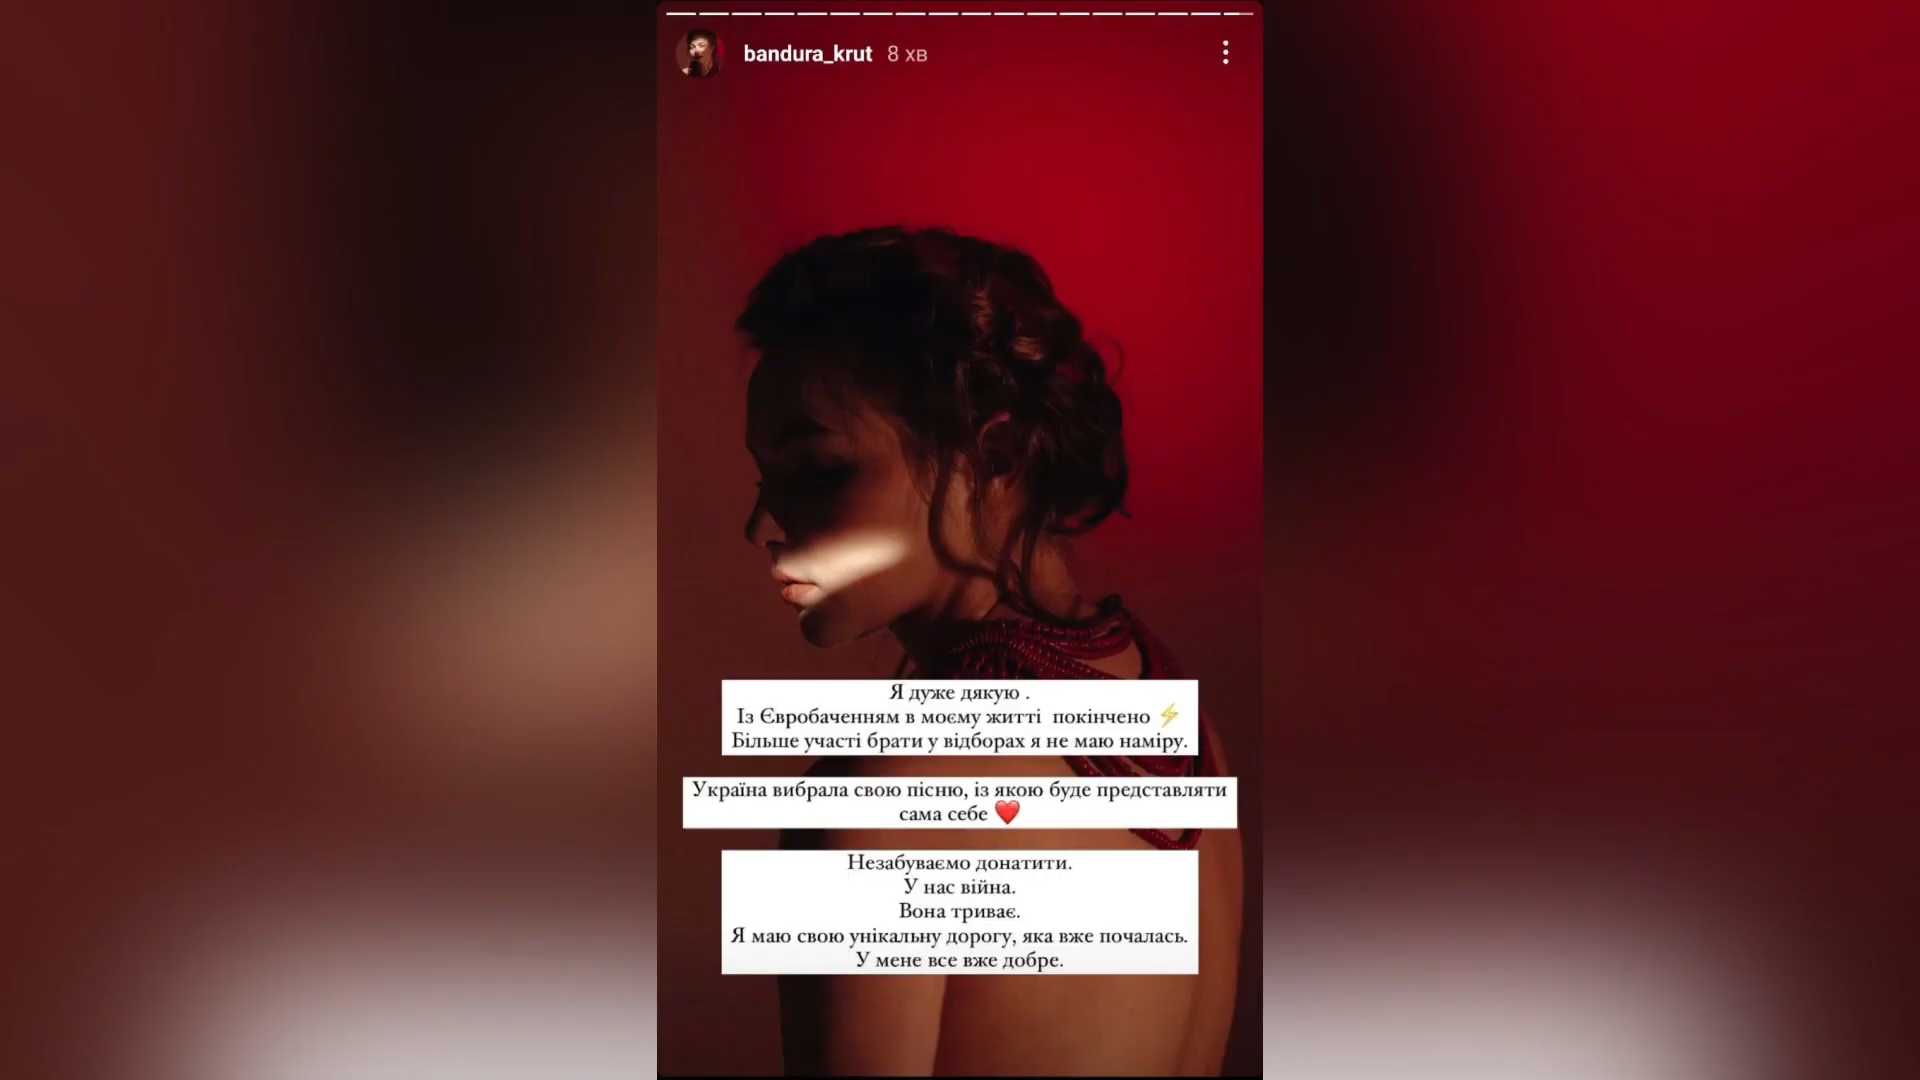 bandura_krut 8 хв
Я дуже дякую .
Із Євробаченням в моєму житті покінчено ⚡
Більше участі брати у відборах я не маю наміру.
Україна вибрала свою пісню, із якою буде представляти
сама себе ❤️
Незабуваємо донатити.
У нас війна.
Вона триває.
Я маю свою унікальну дорогу, яка вже почалась.
У мене все вже добре.